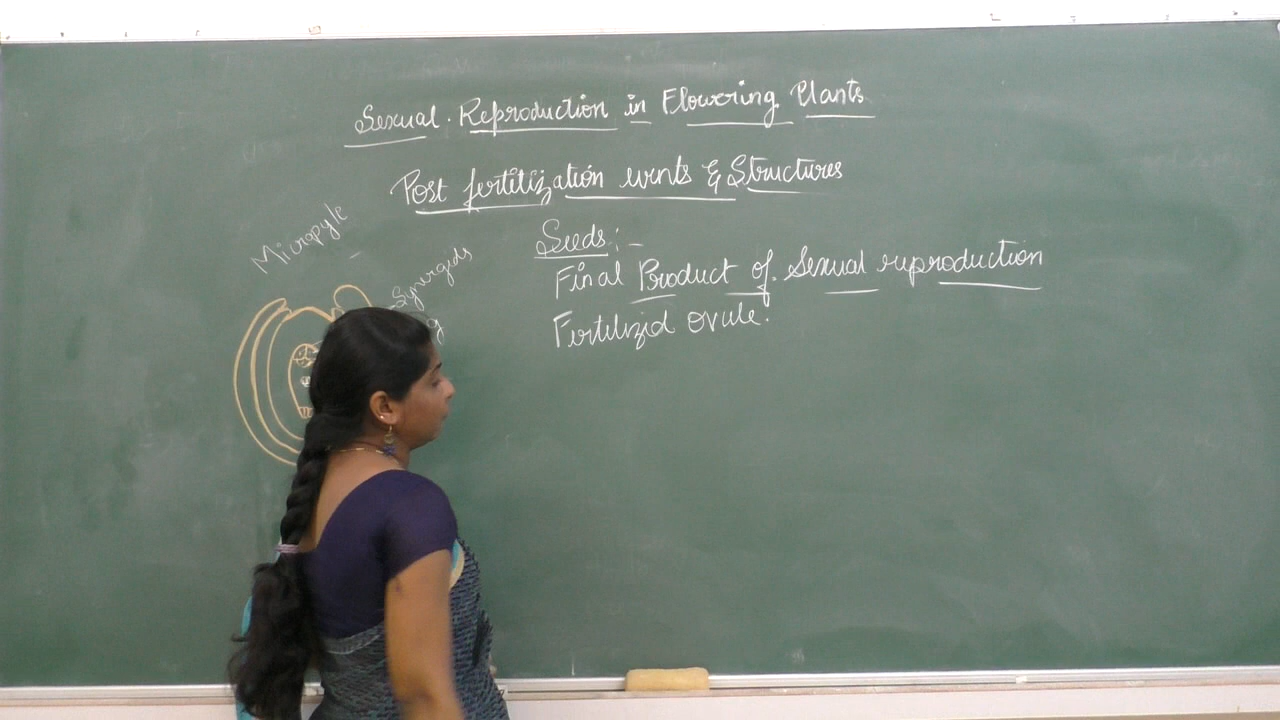 Sexual Reproduction in Flowering Plants
Post fertilization events & Structures
Micropyle
Synergids
Seeds:-
Final Product of Sexual reproduction
Fertilized ovule.